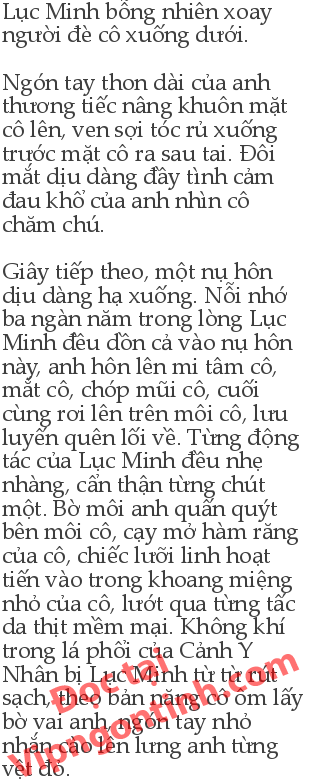 Lục Minh bỗng nhiên xoay
người đè cô xuống dưới.
Ngón tay thon dài của anh
thương tiếc nâng khuôn mặt
cô lên, ven sợi tóc rủ xuống
trước mặt cô ra sau tai. Đôi
mắt dịu dàng đầy tình cảm
đau khổ của anh nhìn cô
chăm chú.
Giây tiếp theo, một nụ hôn
dịu dàng hạ xuống. Nỗi nhớ
ba ngàn năm trong lòng Lục
Minh đều dồn cả vào nụ hôn
này, anh hôn lên mi tâm cô,
mắt cô, chóp mũi cô, cuối
cùng roi lên trên môi cô, lưu
luyến quên lối về. Từng động
tác của Lục Minh đều nhẹ
nhàng, cẩn thận từng chút
một. Bờ môi anh quấn quýt
bên môi cô, cạy mở hàm răng
của cô, chiếc lưỡi linh hoạt
tiến vào trong khoang miệng
nhỏ của cô, lướt qua từng tấc
da thịt mềm mại. Không khí
trong lá phổi của Cảnh Y
Nhân bị Lục Minh từ từ rút
sạch, theo bản năng cô ôm lấy
bờ vai anh, ngón tay nhỏ
nhắn cào lên lưng anh từng
vệt đỏ.
Đọc tại
Vipngontinh.com